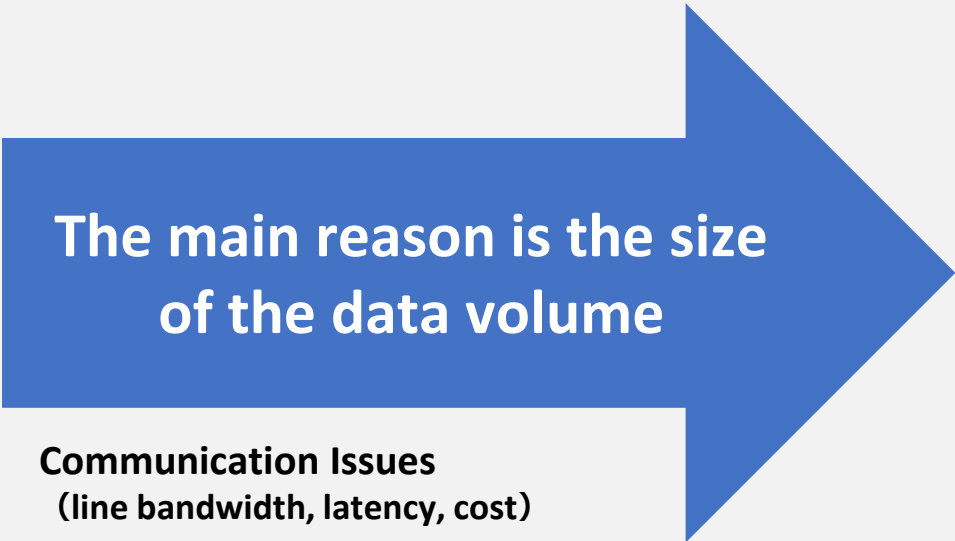 The main reason is the size
of the data volume
Communication Issues
（line bandwidth, latency, cost）